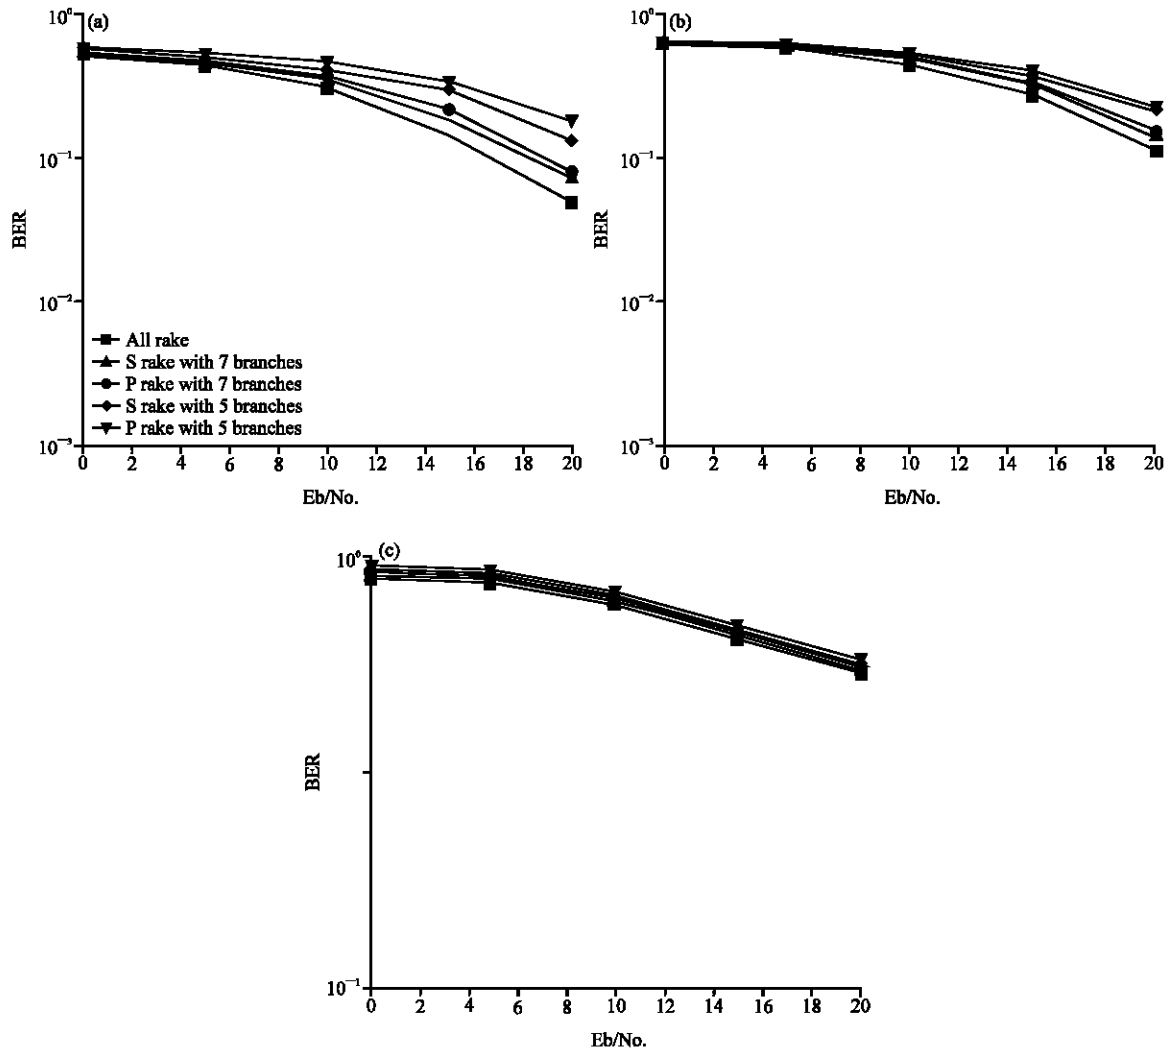 (a)
10⁰
10⁻¹
10⁻²
10⁻³
BER
All rake
S rake with 7 branches
P rake with 7 branches
S rake with 5 branches
P rake with 5 branches
0 2 4 6 8 10 12 14 16 18 20
Eb/No.
(b)
10⁰
10⁻¹
10⁻²
10⁻³
BER
0 2 4 6 8 10 12 14 16 18 20
Eb/No.
(c)
10⁰
10⁻¹
BER
0 2 4 6 8 10 12 14 16 18 20
Eb/No.